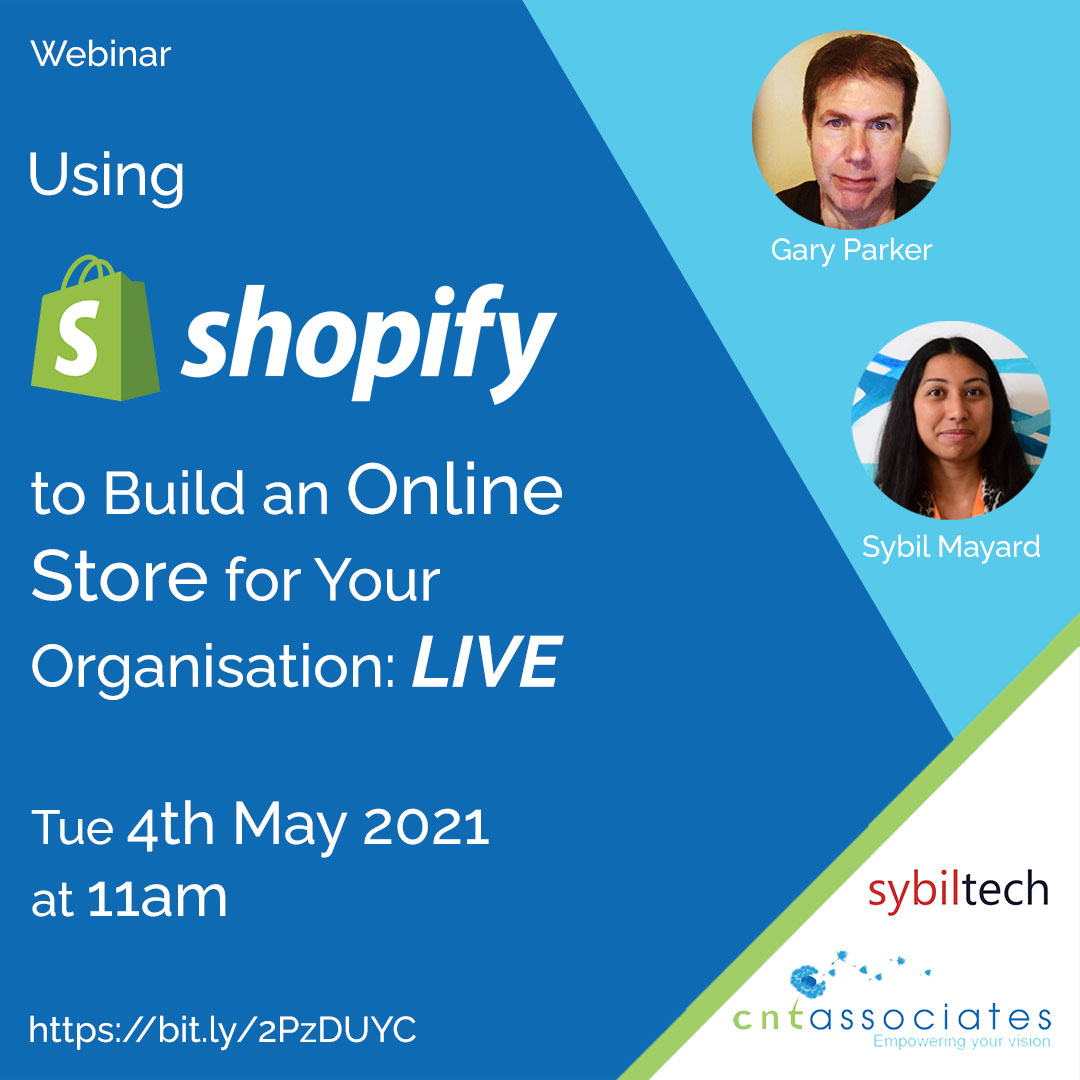 Webinar
Using
S shopify
to Build an Online
Store for Your
Organisation: LIVE
Tue 4th May 2021
at 11am
https://bit.ly/2PzDUYC
Gary Parker
Sybil Mayard
sybiltech
cntassociates
Empowering your vision